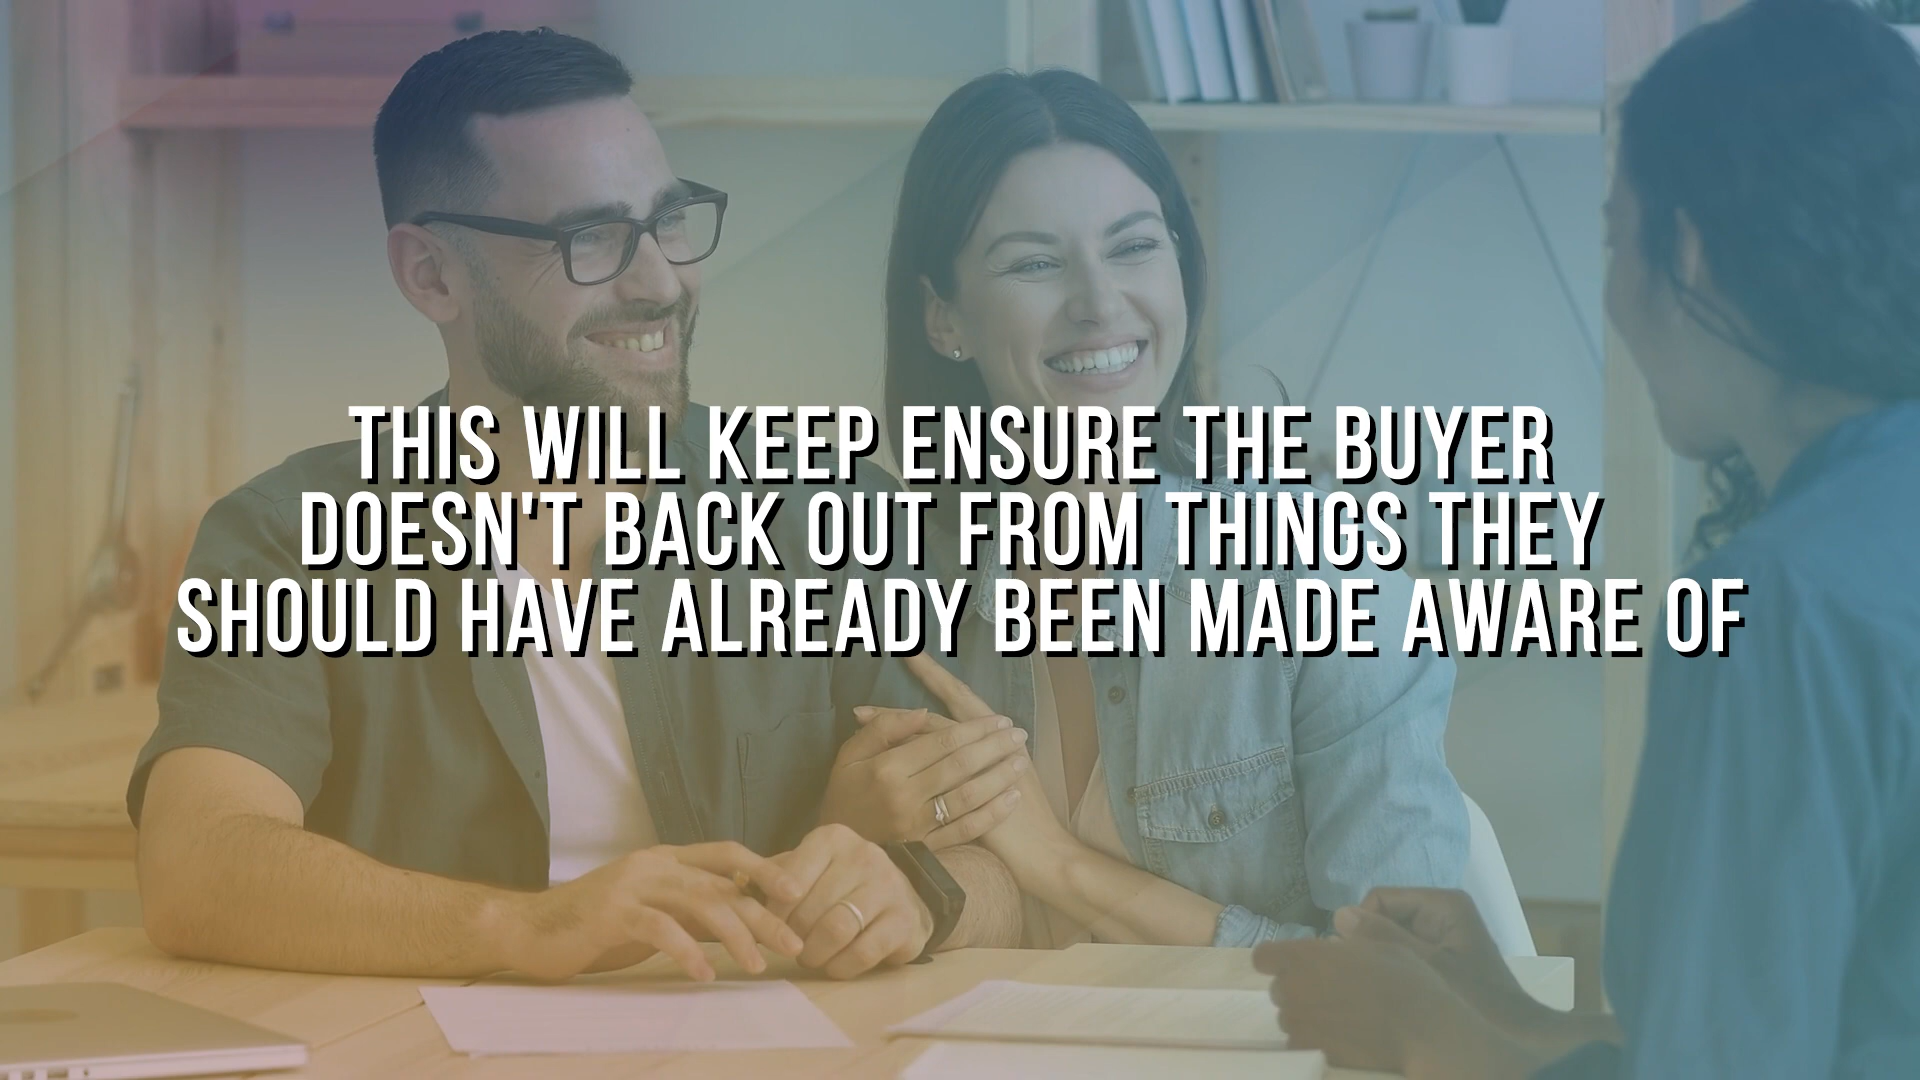 THIS WILL KEEP ENSURE THE BUYER
DOESN'T BACK OUT FROM THINGS THEY
SHOULD HAVE ALREADY BEEN MADE AWARE OF